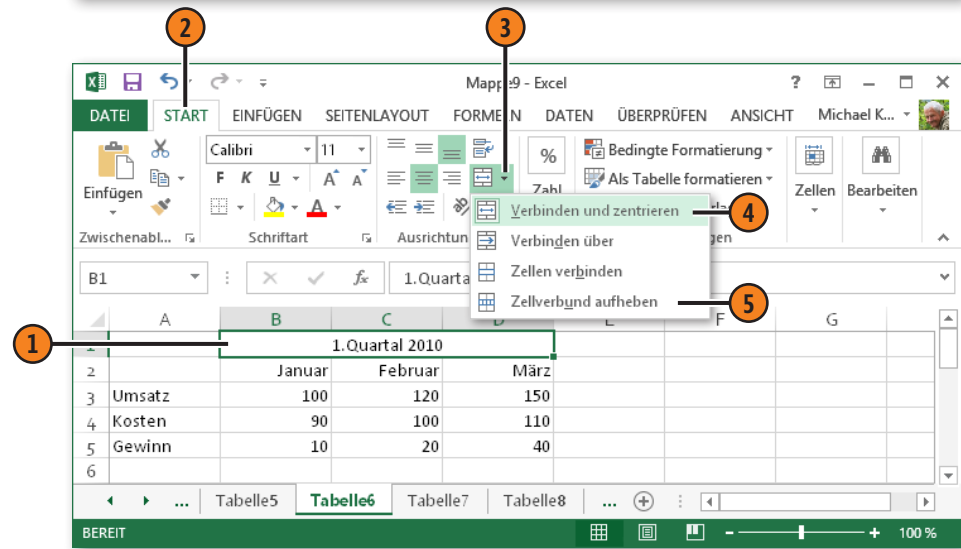 2 3
Mappe9 - Excel ?
DATEI START EINFÜGEN SEITENLAYOUT FORMELN DATEN ÜBERPRÜFEN ANSICHT Michael K...
Calibri 11 % Bedingte Formatierung
Einfügen F K U A A Zahl Als Tabelle formatieren Zellen Bearbeiten
A
Verbinden und zentrieren 4
Zwischenabl... Schriftart Verbinden über
B1 fx Zellen verbinden
Zellverbund aufheben 5
A B C D E F G
1 1 1.Quartal 2010
2 Januar Februar März
3 Umsatz 100 120 150
4 Kosten 90 100 110
5 Gewinn 10 20 40
6
... Tabelle5 Tabelle6 Tabelle7 Tabelle8 ...
BEREIT 100 %